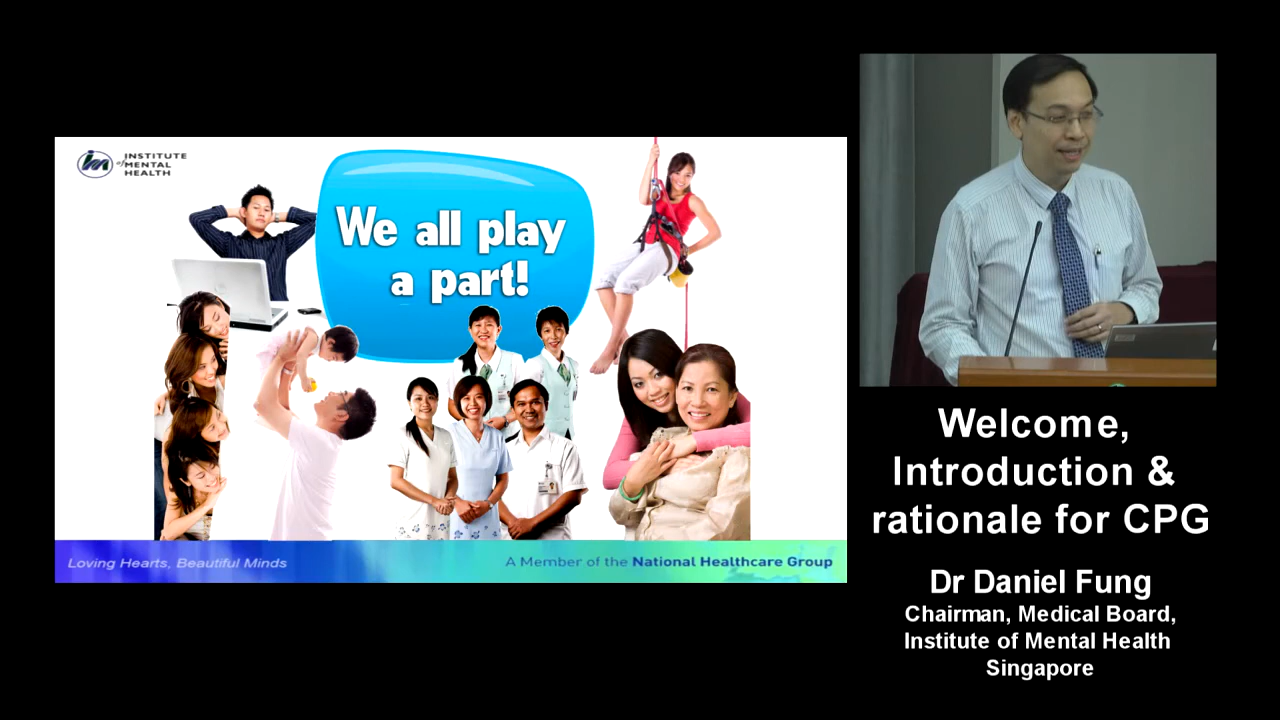 im of INSTITUTE
MENTAL
HEALTH
We all play
a part!
Loving Hearts, Beautiful Minds
A Member of the National Healthcare Group
Welcome,
Introduction &
rationale for CPG
Dr Daniel Fung
Chairman, Medical Board,
Institute of Mental Health
Singapore